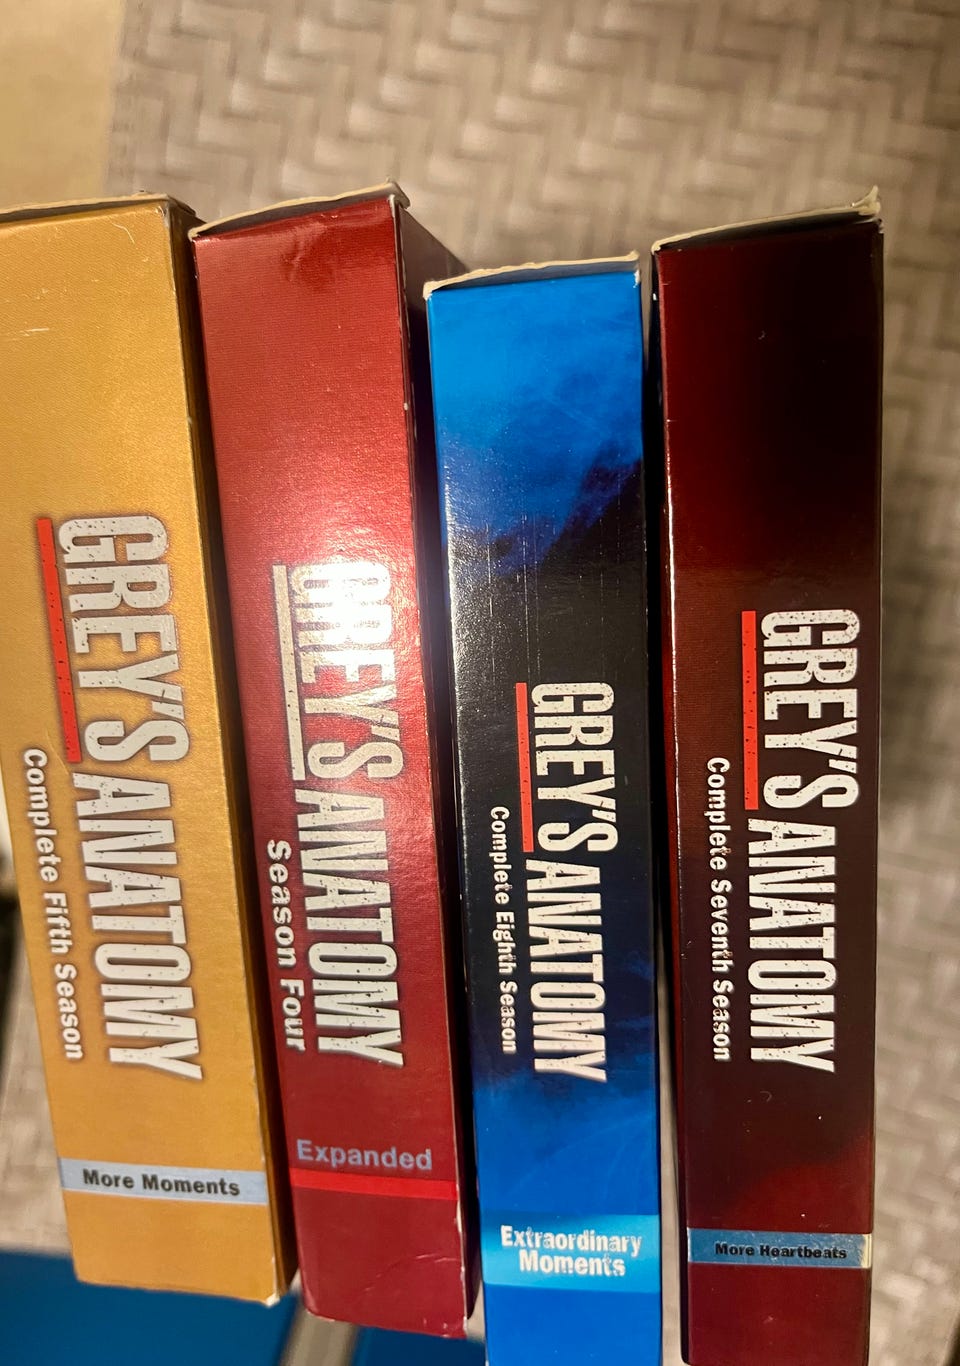 GREY'S ANATOMY
Complete Fifth Season
More Moments
GREY'S ANATOMY
Season Four
Expanded
GREY'S ANATOMY
Complete Eighth Season
Extraordinary
Moments
GREY'S ANATOMY
Complete Seventh Season
More Heartbeats